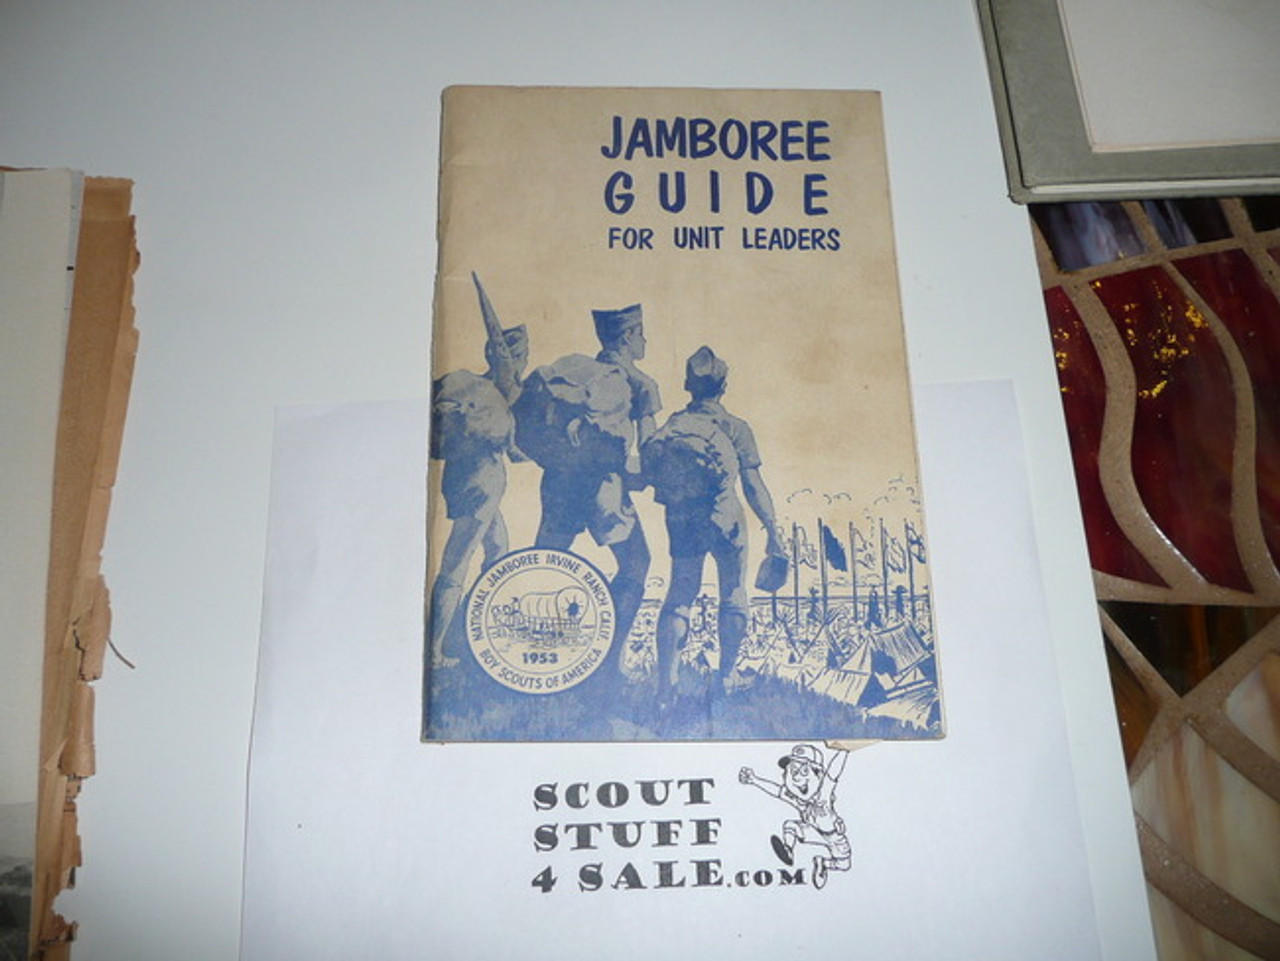 JAMBOREE
GUIDE
FOR UNIT LEADERS
NATIONAL JAMBOREE IRVINE RANCH CALIF.
1953
BOY SCOUTS OF AMERICA
SCOUT
STUFF
4 SALE.COM